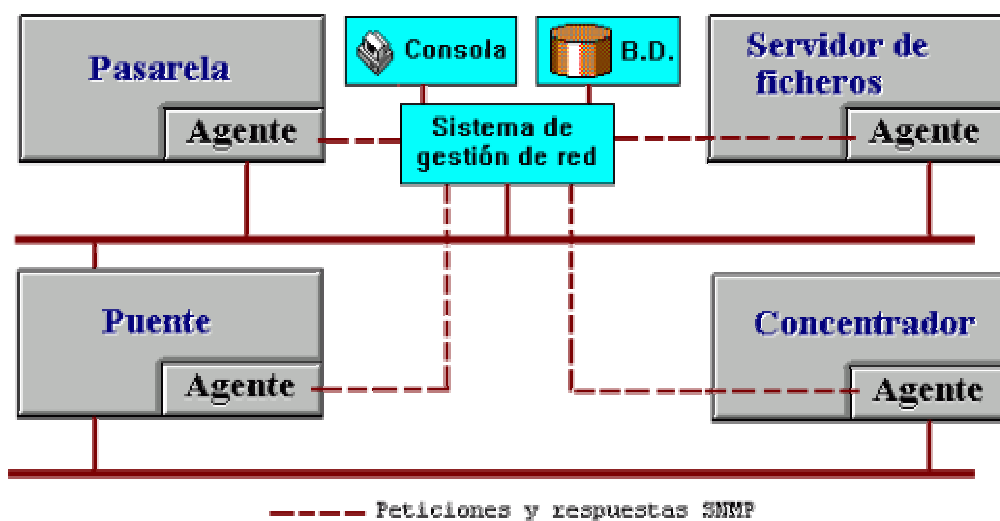 Pasarela
Agente
Consola
B.D.
Servidor de
ficheros
Agente
Sistema de
gestión de red
Puente
Agente
Concentrador
Agente
Peticiones y respuestas SNMP